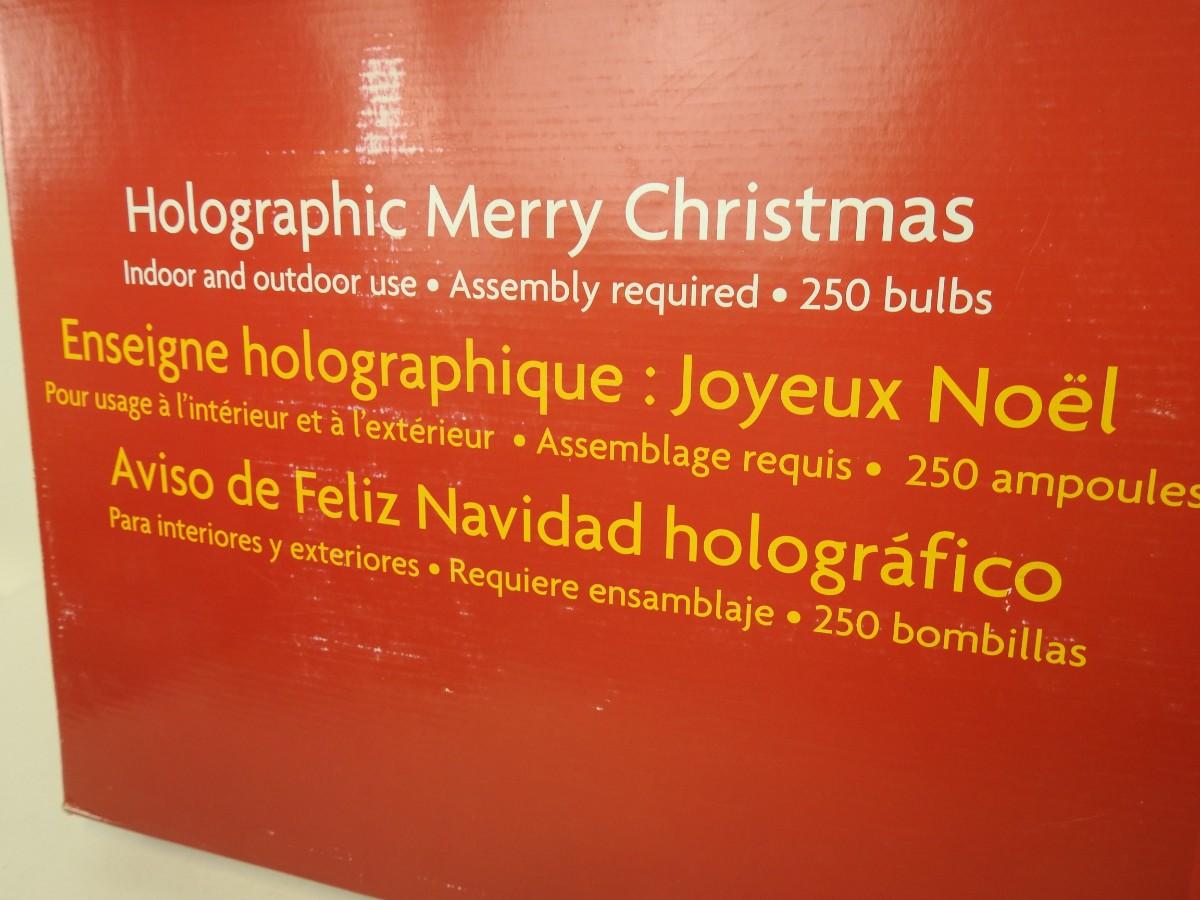 Holographic Merry Christmas
Indoor and outdoor use • Assembly required • 250 bulbs
Enseigne holographique : Joyeux Noël
Pour usage à l'intérieur et à l'extérieur • Assemblage requis • 250 ampoules
Aviso de Feliz Navidad holográfico
Para interiores y exteriores • Requiere ensamblaje • 250 bombillas